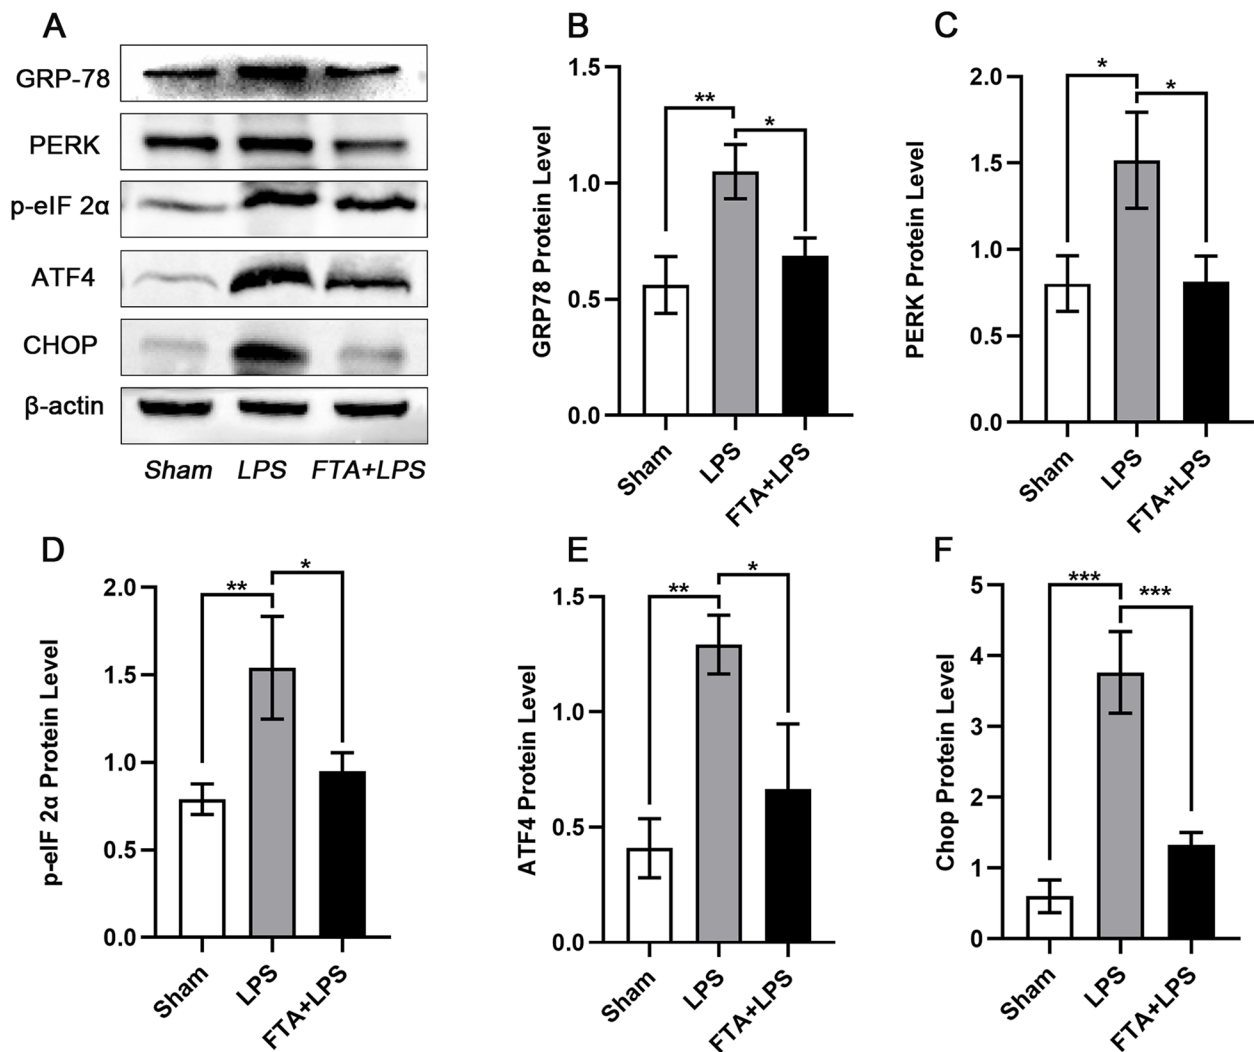 A
GRP-78
PERK
p-eIF 2α
ATF4
CHOP
β-actin
Sham LPS FTA+LPS
B
GRP78 Protein Level
1.5
1.0
0.5
0.0
** *
Sham LPS FTA+LPS
C
PERK Protein Level
2.0
1.5
1.0
0.5
0.0
* *
Sham LPS FTA+LPS
D
p-eIF 2α Protein Level
2.0
1.5
1.0
0.5
0.0
** *
Sham LPS FTA+LPS
E
ATF4 Protein Level
1.5
1.0
0.5
0.0
** *
Sham LPS FTA+LPS
F
Chop Protein Level
5
4
3
2
1
0
*** ***
Sham LPS FTA+LPS